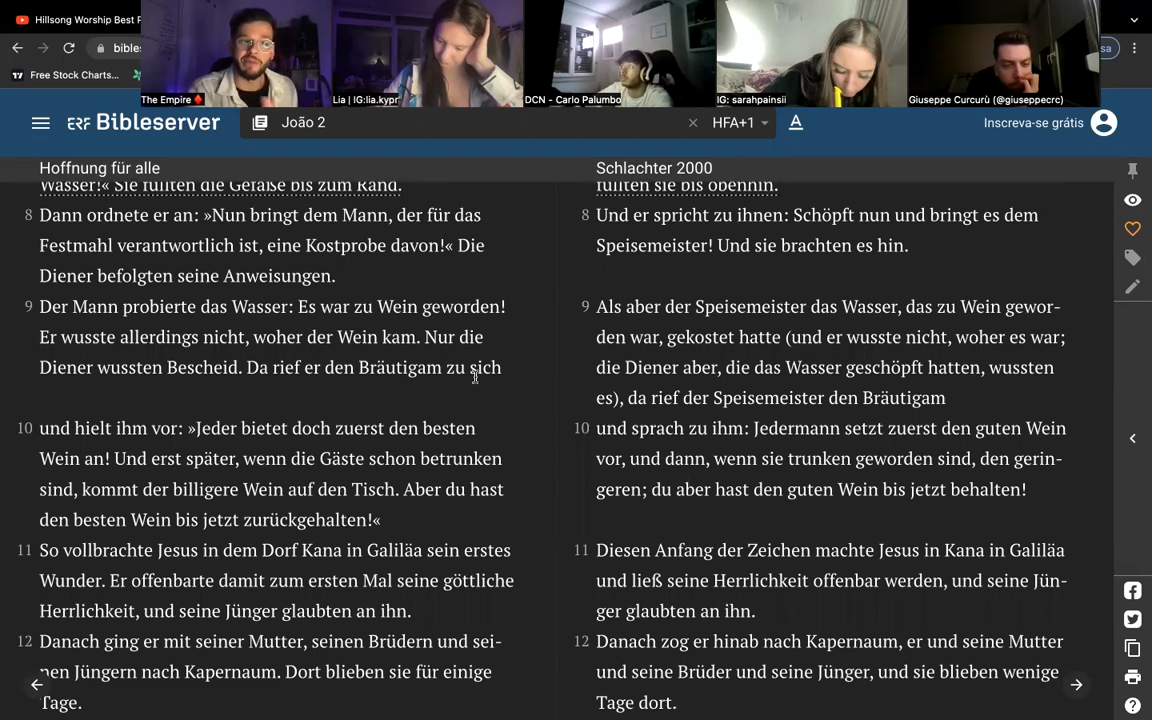 Hillsong Worship Best P
bibles
sa
Free Stock Charts...
The Empire
Lia | IG:lia.kypr
DCN - Carlo Palumbo
IG: sarahpainsii
Giuseppe Curcurù (@giuseppecrc)
ERF Bibleserver
João 2
HFA+1
A
Inscreva-se grátis
Hoffnung für alle
Wasser!« Sie füllten die Gefäße bis zum Rand.
8 Dann ordnete er an: »Nun bringt dem Mann, der für das
Festmahl verantwortlich ist, eine Kostprobe davon!« Die
Diener befolgten seine Anweisungen.
9 Der Mann probierte das Wasser: Es war zu Wein geworden!
Er wusste allerdings nicht, woher der Wein kam. Nur die
Diener wussten Bescheid. Da rief er den Bräutigam zu sich
10 und hielt ihm vor: »Jeder bietet doch zuerst den besten
Wein an! Und erst später, wenn die Gäste schon betrunken
sind, kommt der billigere Wein auf den Tisch. Aber du hast
den besten Wein bis jetzt zurückgehalten!«
11 So vollbrachte Jesus in dem Dorf Kana in Galiläa sein erstes
Wunder. Er offenbarte damit zum ersten Mal seine göttliche
Herrlichkeit, und seine Jünger glaubten an ihn.
12 Danach ging er mit seiner Mutter, seinen Brüdern und sei-
nen Jüngern nach Kapernaum. Dort blieben sie für einige
Tage.
Schlachter 2000
füllten sie bis obenhin.
8 Und er spricht zu ihnen: Schöpft nun und bringt es dem
Speisemeister! Und sie brachten es hin.
9 Als aber der Speisemeister das Wasser, das zu Wein gewor-
den war, gekostet hatte (und er wusste nicht, woher es war;
die Diener aber, die das Wasser geschöpft hatten, wussten
es), da rief der Speisemeister den Bräutigam
10 und sprach zu ihm: Jedermann setzt zuerst den guten Wein
vor, und dann, wenn sie trunken geworden sind, den gerin-
geren; du aber hast den guten Wein bis jetzt behalten!
11 Diesen Anfang der Zeichen machte Jesus in Kana in Galiläa
und ließ seine Herrlichkeit offenbar werden, und seine Jün-
ger glaubten an ihn.
12 Danach zog er hinab nach Kapernaum, er und seine Mutter
und seine Brüder und seine Jünger, und sie blieben wenige
Tage dort.